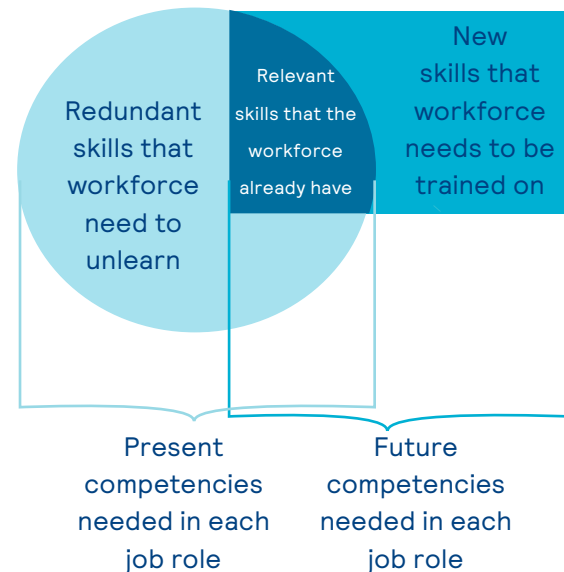 Redundant
skills that
workforce
need to
unlearn
Relevant
skills that the
workforce
already have
New
skills that
workforce
needs to be
trained on
Present
competencies
needed in each
job role
Future
competencies
needed in each
job role